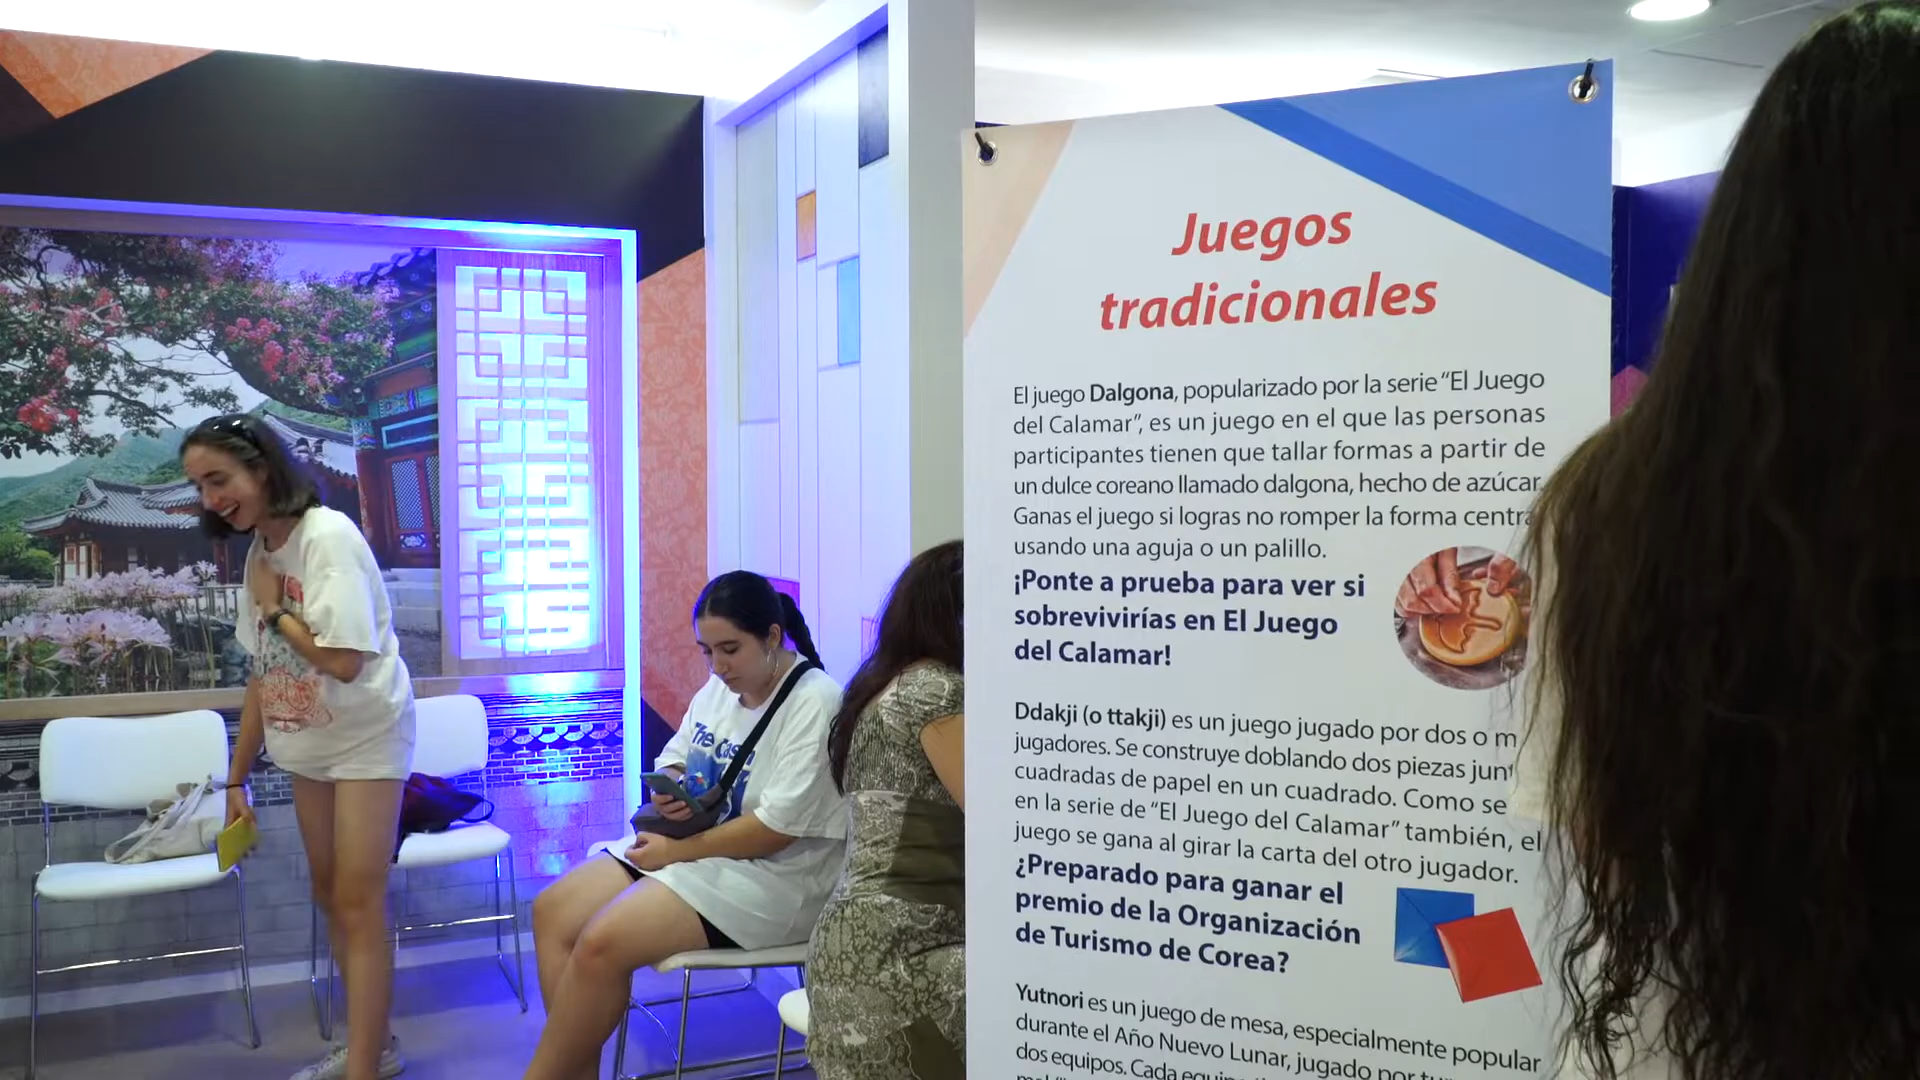 Juegos
tradicionales
El juego Dalgona, popularizado por la serie “El Juego
del Calamar”, es un juego en el que las personas
participantes tienen que tallar formas a partir de
un dulce coreano llamado dalgona, hecho de azúcar.
Ganas el juego si logras no romper la forma
usando una aguja o un palillo.
¡Ponte a prueba para ver si
sobrevivirías en El Juego
del Calamar!
Ddakji (o ttakji) es un juego jugado por dos o
jugadores. Se construye doblando dos piezas
cuadradas de papel en un cuadrado. Como se
en la serie de “El Juego del Calamar” también, el
juego se gana al girar la carta del otro jugador.
¿Preparado para ganar el
premio de la Organización
de Turismo de Corea?
Yutnori es un juego de mesa, especialmente popular
durante el Año Nuevo Lunar, jugado por
dos equipos. Cada
The